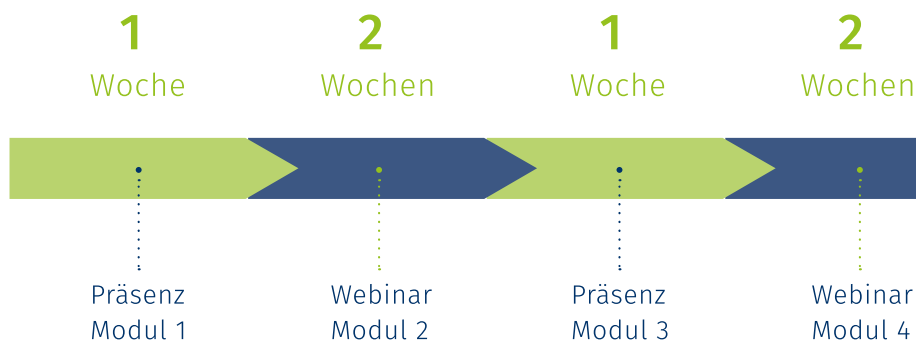 1
Woche
2
Wochen
1
Woche
2
Wochen
Präsenz
Modul 1
Webinar
Modul 2
Präsenz
Modul 3
Webinar
Modul 4